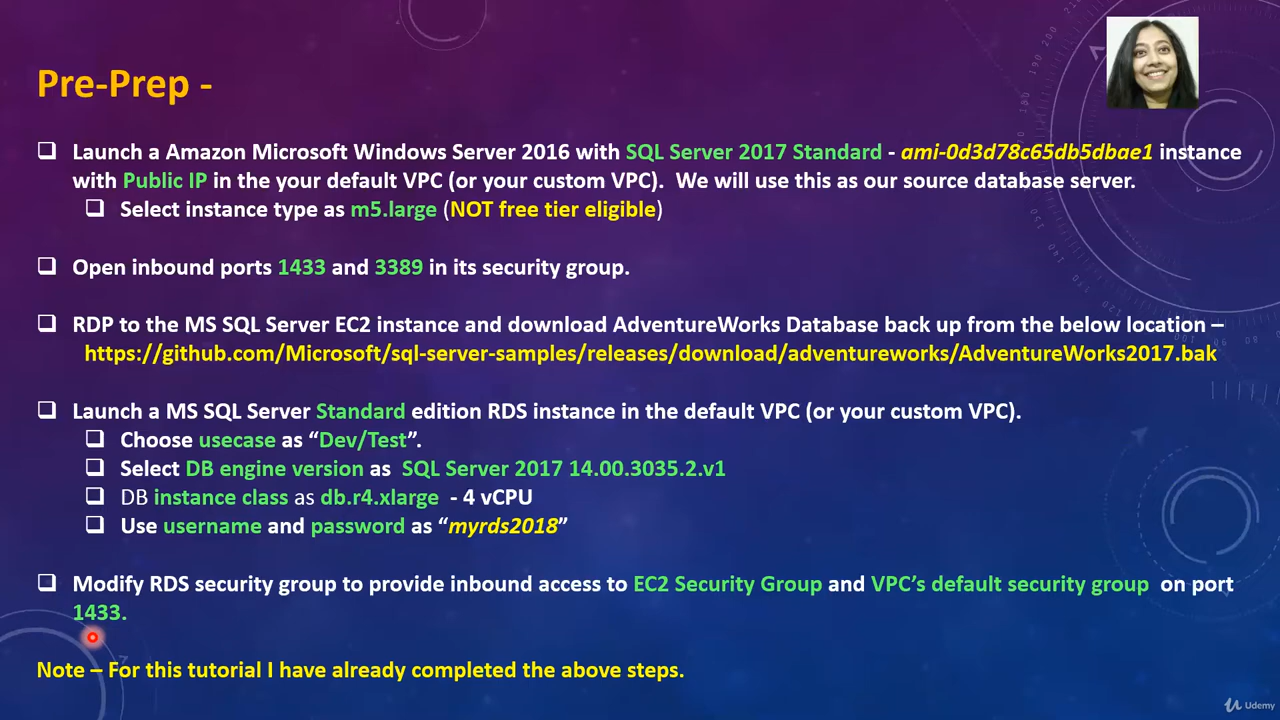 Pre-Prep -
Launch a Amazon Microsoft Windows Server 2016 with SQL Server 2017 Standard - ami-0d3d78c65db5dbae1 instance
with Public IP in the your default VPC (or your custom VPC). We will use this as our source database server.
Select instance type as m5.large (NOT free tier eligible)
Open inbound ports 1433 and 3389 in its security group.
RDP to the MS SQL Server EC2 instance and download AdventureWorks Database back up from the below location –
https://github.com/Microsoft/sql-server-samples/releases/download/adventureworks/AdventureWorks2017.bak
Launch a MS SQL Server Standard edition RDS instance in the default VPC (or your custom VPC).
Choose usecase as “Dev/Test”.
Select DB engine version as SQL Server 2017 14.00.3035.2.v1
DB instance class as db.r4.xlarge - 4 vCPU
Use username and password as “myrds2018”
Modify RDS security group to provide inbound access to EC2 Security Group and VPC’s default security group on port
1433.
Note – For this tutorial I have already completed the above steps.
Udemy